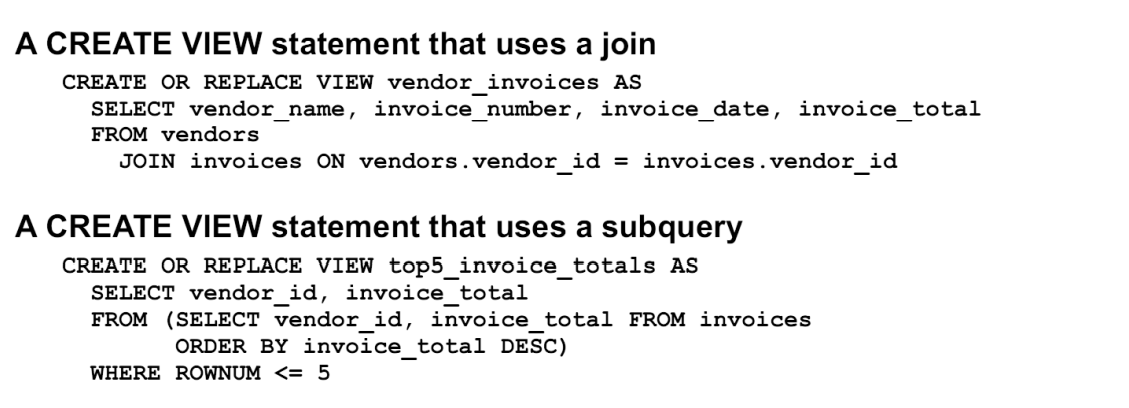 A CREATE VIEW statement that uses a join
CREATE OR REPLACE VIEW vendor_invoices AS
SELECT vendor_name, invoice_number, invoice_date, invoice_total
FROM vendors
JOIN invoices ON vendors.vendor_id = invoices.vendor_id
A CREATE VIEW statement that uses a subquery
CREATE OR REPLACE VIEW top5_invoice_totals AS
SELECT vendor_id, invoice_total
FROM (SELECT vendor_id, invoice_total FROM invoices
ORDER BY invoice_total DESC)
WHERE ROWNUM <= 5